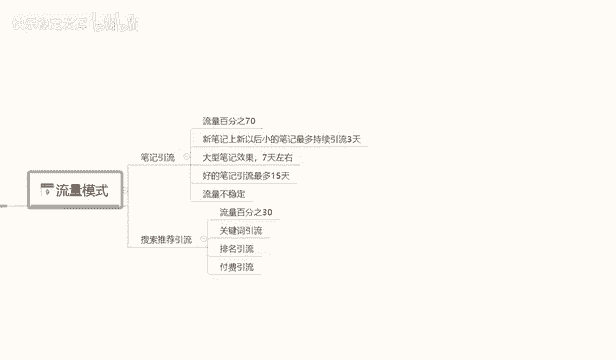 流量模式
笔记引流
流量百分之70
新笔记上新以后小的笔记最多持续引流3天
大型笔记效果，7天左右
好的笔记引流最多15天
流量不稳定
搜索推荐引流
流量百分之30
关键词引流
排名引流
付费引流